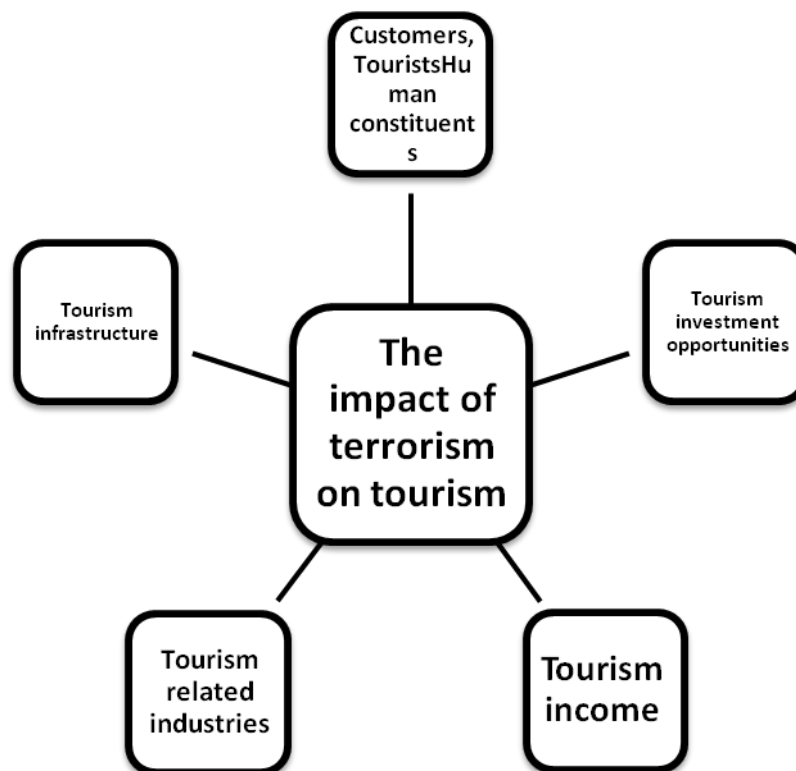 Customers,
TouristsHu
man
constituent
s
Tourism
infrastructure
Tourism
investment
opportunities
The
impact of
terrorism
on tourism
Tourism
related
industries
Tourism
income